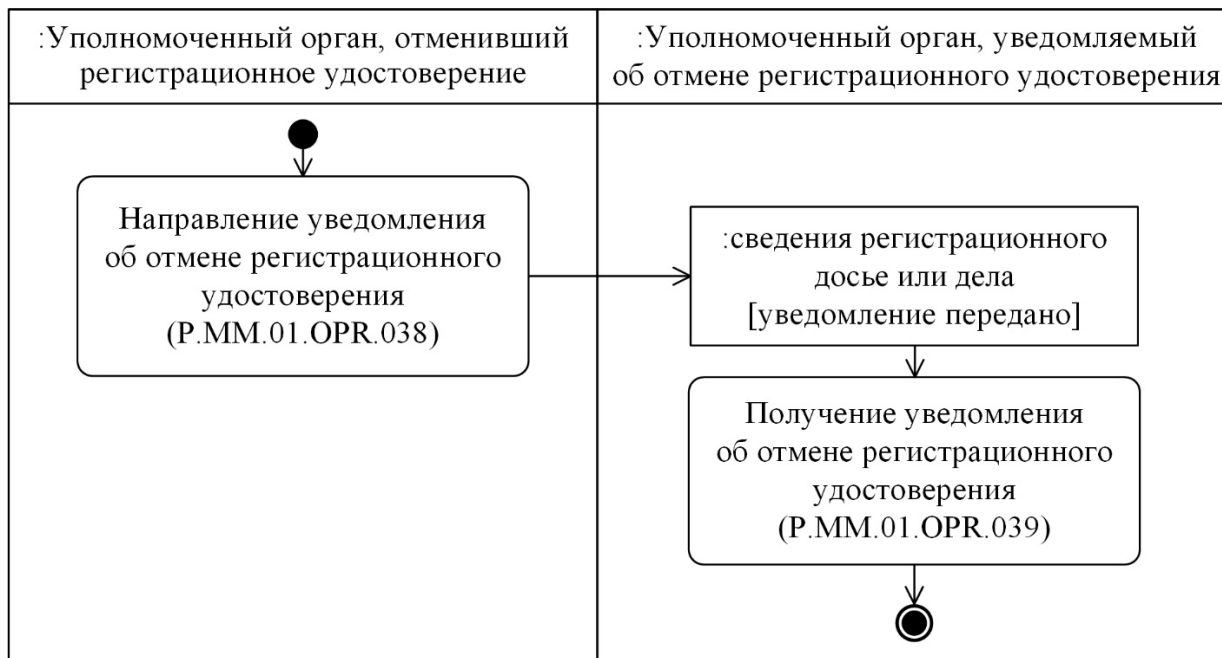 :Уполномоченный орган, отменивший
регистрационное удостоверение
:Уполномоченный орган, уведомляемый
об отмене регистрационного удостоверения
Направление уведомления
об отмене регистрационного
удостоверения
(P.MM.01.OPR.038)
:сведения регистрационного
досье или дела
[уведомление передано]
Получение уведомления
об отмене регистрационного
удостоверения
(P.MM.01.OPR.039)